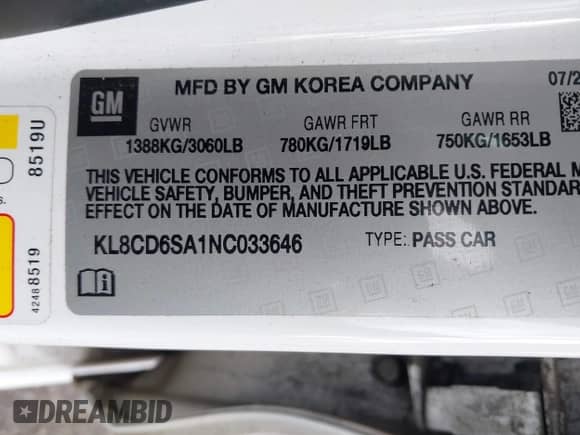 GM
MFD BY GM KOREA COMPANY
07/2
GVWR GAWR FRT GAWR RR
1388KG/3060LB 780KG/1719LB 750KG/1653LB
THIS VEHICLE CONFORMS TO ALL APPLICABLE U.S. FEDERAL M
VEHICLE SAFETY, BUMPER, AND THEFT PREVENTION STANDAR
EFFECT ON THE DATE OF MANUFACTURE SHOWN ABOVE.
KL8CD6SA1NC033646 TYPE: PASS CAR
8519U
s.
4248 8519
DREAMBID